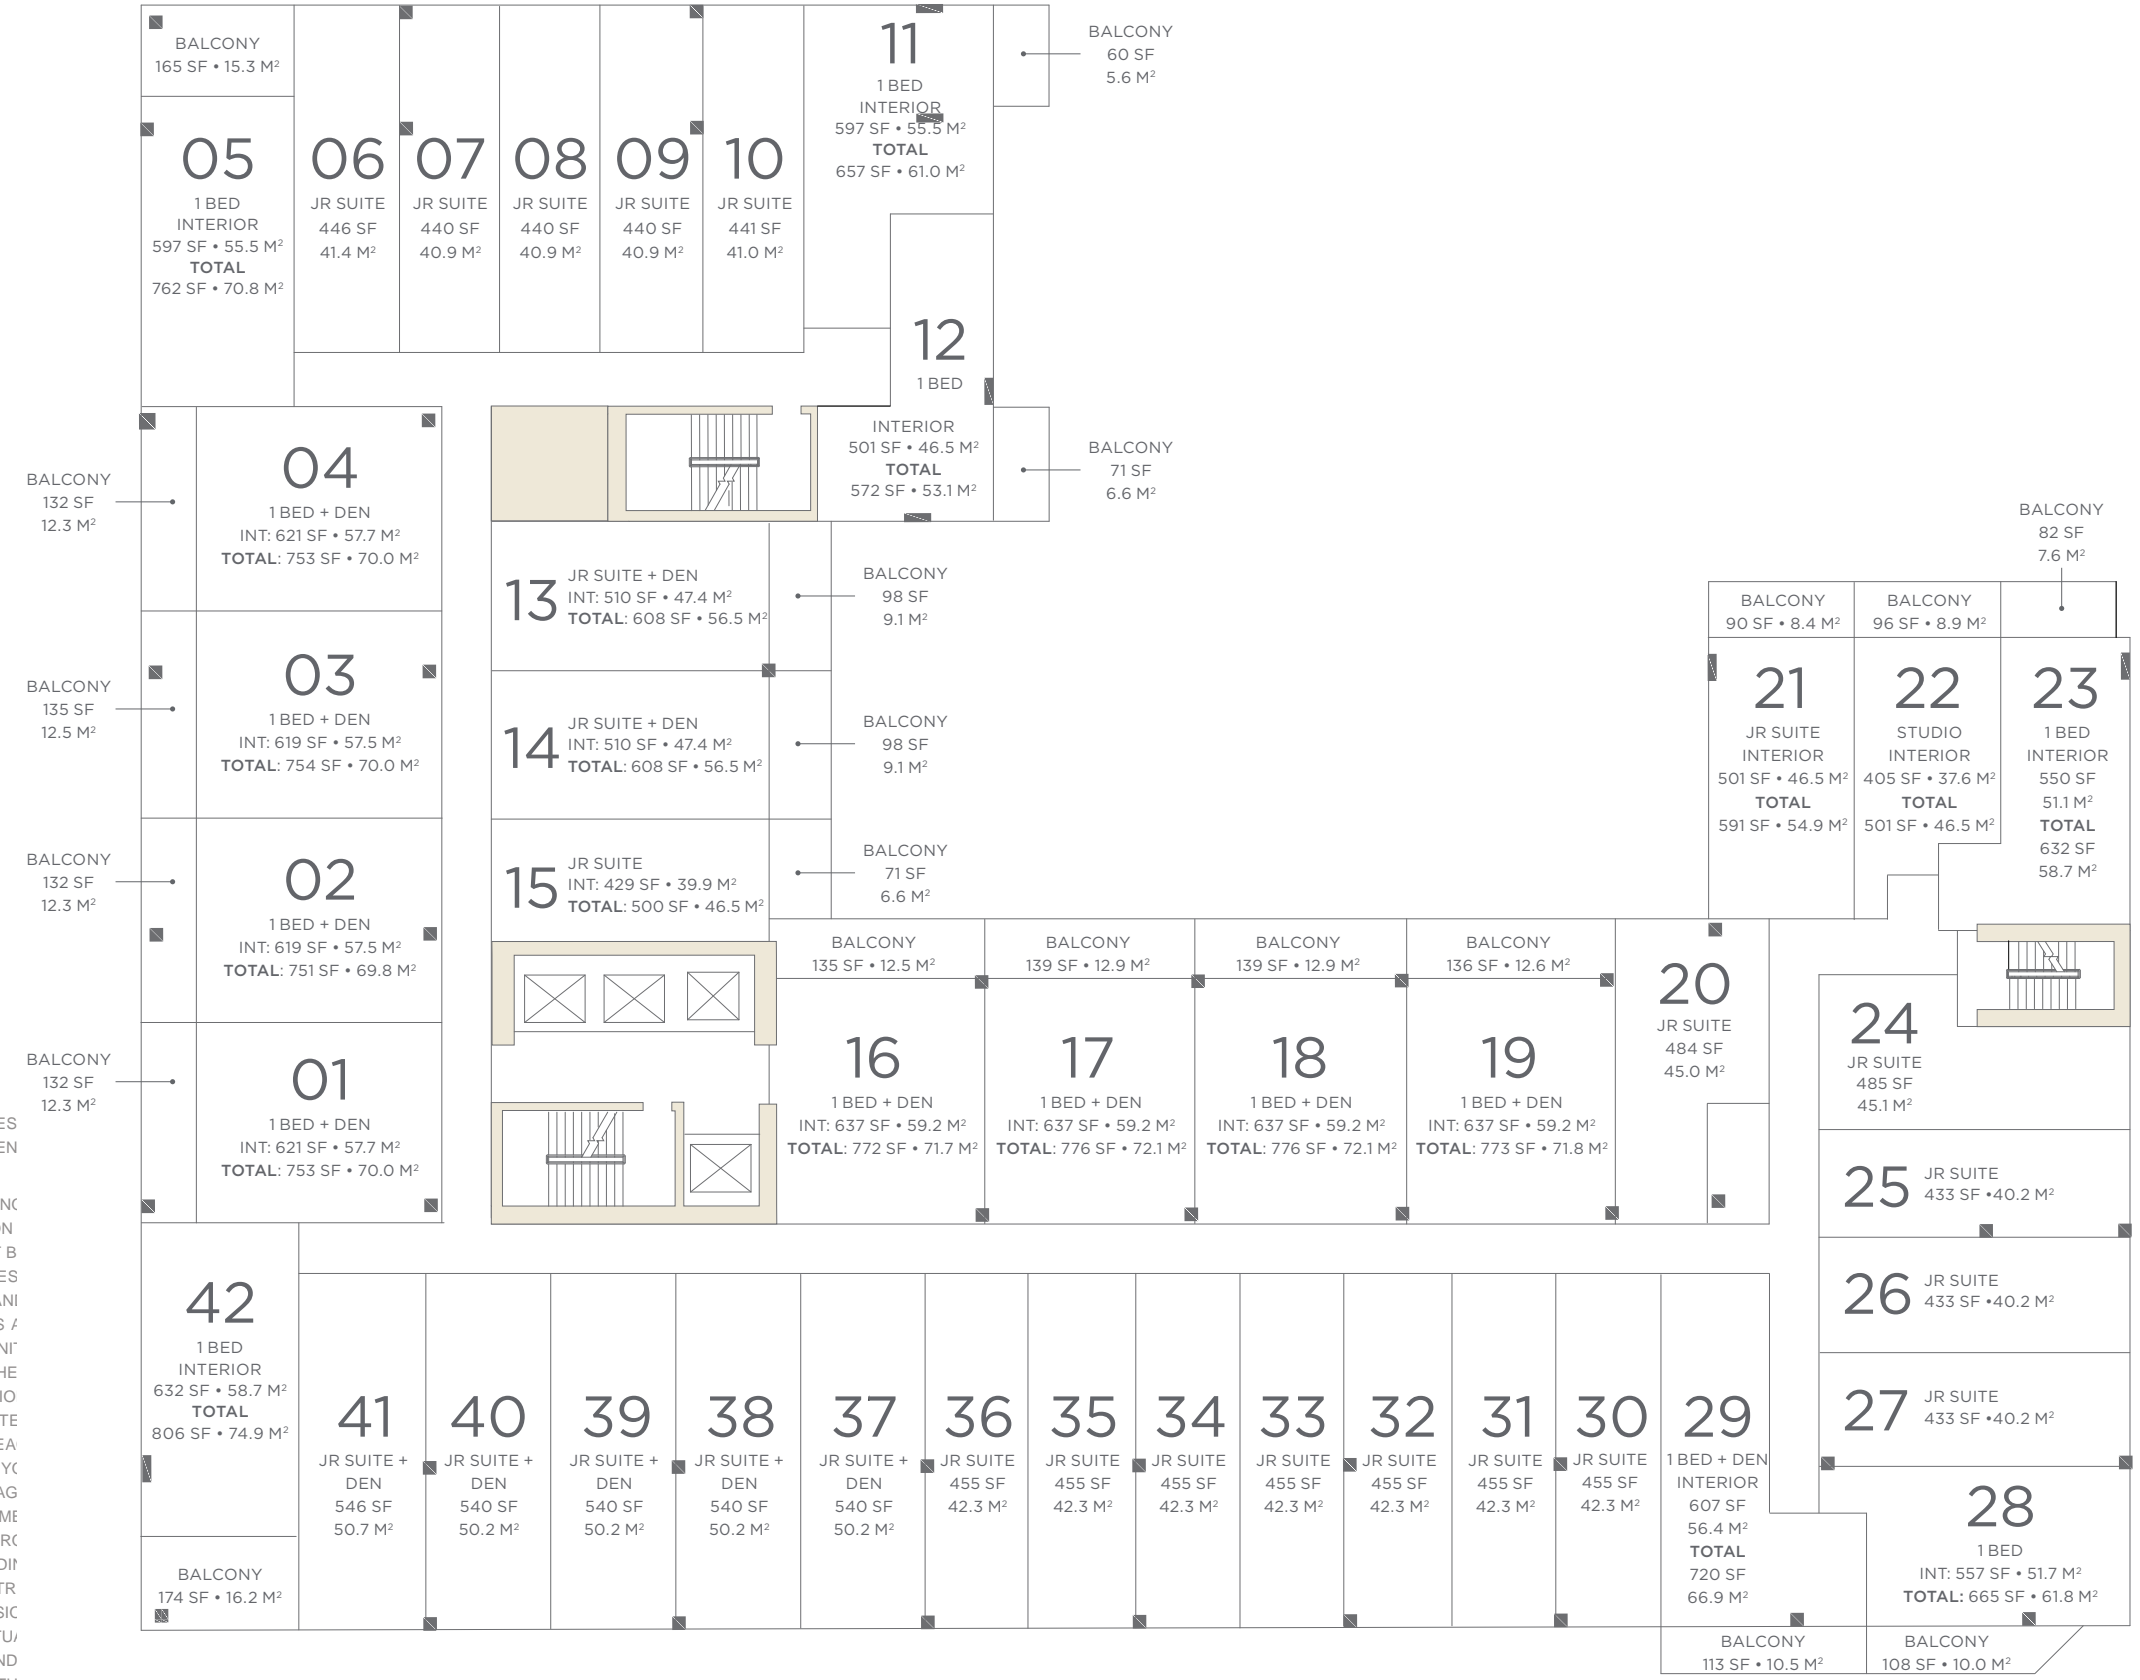 BALCONY
165 SF • 15.3 M²
05
1 BED
INTERIOR
597 SF • 55.5 M²
TOTAL
762 SF • 70.8 M²
06
JR SUITE
446 SF
41.4 M²
07
JR SUITE
440 SF
40.9 M²
08
JR SUITE
440 SF
40.9 M²
09
JR SUITE
440 SF
40.9 M²
10
JR SUITE
441 SF
41.0 M²
11
1 BED
INTERIOR
597 SF • 55.5 M²
TOTAL
657 SF • 61.0 M²
BALCONY
60 SF
5.6 M²
12
1 BED
INTERIOR
501 SF • 46.5 M²
TOTAL
572 SF • 53.1 M²
BALCONY
71 SF
6.6 M²
BALCONY
132 SF
12.3 M²
04
1 BED + DEN
INT: 621 SF • 57.7 M²
TOTAL: 753 SF • 70.0 M²
BALCONY
135 SF
12.5 M²
03
1 BED + DEN
INT: 619 SF • 57.5 M²
TOTAL: 754 SF • 70.0 M²
BALCONY
132 SF
12.3 M²
02
1 BED + DEN
INT: 619 SF • 57.5 M²
TOTAL: 751 SF • 69.8 M²
BALCONY
132 SF
12.3 M²
01
1 BED + DEN
INT: 621 SF • 57.7 M²
TOTAL: 753 SF • 70.0 M²
13
JR SUITE + DEN
INT: 510 SF • 47.4 M²
TOTAL: 608 SF • 56.5 M²
BALCONY
98 SF
9.1 M²
14
JR SUITE + DEN
INT: 510 SF • 47.4 M²
TOTAL: 608 SF • 56.5 M²
BALCONY
98 SF
9.1 M²
15
JR SUITE
INT: 429 SF • 39.9 M²
TOTAL: 500 SF • 46.5 M²
BALCONY
71 SF
6.6 M²
BALCONY
135 SF • 12.5 M²
16
1 BED + DEN
INT: 637 SF • 59.2 M²
TOTAL: 772 SF • 71.7 M²
BALCONY
139 SF • 12.9 M²
17
1 BED + DEN
INT: 637 SF • 59.2 M²
TOTAL: 776 SF • 72.1 M²
BALCONY
139 SF • 12.9 M²
18
1 BED + DEN
INT: 637 SF • 59.2 M²
TOTAL: 776 SF • 72.1 M²
BALCONY
136 SF • 12.6 M²
19
1 BED + DEN
INT: 637 SF • 59.2 M²
TOTAL: 773 SF • 71.8 M²
20
JR SUITE
484 SF
45.0 M²
BALCONY
90 SF • 8.4 M²
21
JR SUITE
INTERIOR
501 SF • 46.5 M²
TOTAL
591 SF • 54.9 M²
BALCONY
96 SF • 8.9 M²
22
STUDIO
INTERIOR
405 SF • 37.6 M²
TOTAL
501 SF • 46.5 M²
BALCONY
82 SF
7.6 M²
23
1 BED
INTERIOR
550 SF
51.1 M²
TOTAL
632 SF
58.7 M²
24
JR SUITE
485 SF
45.1 M²
25
JR SUITE
433 SF •40.2 M²
26
JR SUITE
433 SF •40.2 M²
27
JR SUITE
433 SF •40.2 M²
28
1 BED
INT: 557 SF • 51.7 M²
TOTAL: 665 SF • 61.8 M²
BALCONY
108 SF • 10.0 M²
42
1 BED
INTERIOR
632 SF • 58.7 M²
TOTAL
806 SF • 74.9 M²
BALCONY
174 SF • 16.2 M²
41
JR SUITE +
DEN
546 SF
50.7 M²
40
JR SUITE +
DEN
540 SF
50.2 M²
39
JR SUITE +
DEN
540 SF
50.2 M²
38
JR SUITE +
DEN
540 SF
50.2 M²
37
JR SUITE +
DEN
540 SF
50.2 M²
36
JR SUITE
455 SF
42.3 M²
35
JR SUITE
455 SF
42.3 M²
34
JR SUITE
455 SF
42.3 M²
33
JR SUITE
455 SF
42.3 M²
32
JR SUITE
455 SF
42.3 M²
31
JR SUITE
455 SF
42.3 M²
30
JR SUITE
455 SF
42.3 M²
29
1 BED + DEN
INTERIOR
607 SF
56.4 M²
TOTAL
720 SF
66.9 M²
BALCONY
113 SF • 10.5 M²